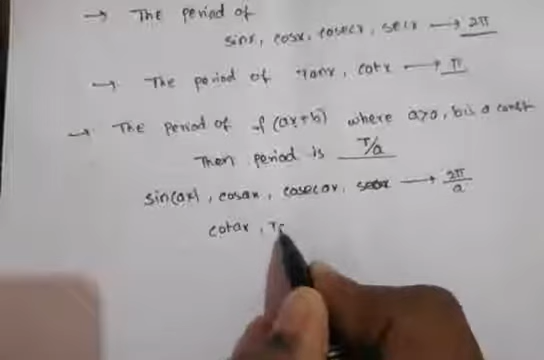 → The period of
sinx, cosx, cosecx, secx → 2π
→ The period of Tanx, cotx → π
→ The period of f(ax+b) where a>0, b is a const
Then period is T/a
sin(ax), cosax, cosecax, → 2π/a
cotax,